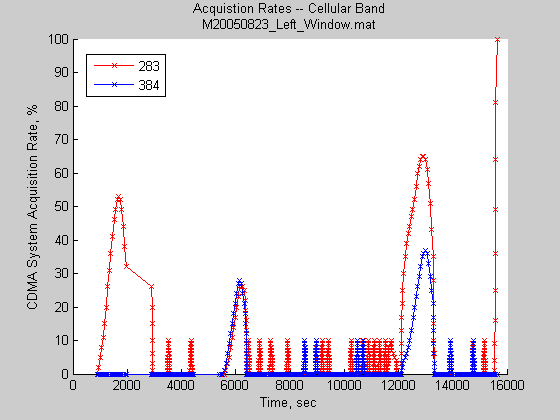 Acquistion Rates -- Cellular Band
M20050823_Left_Window.mat
100
90
80
70
60
50
40
30
20
10
0
CDMA System Acquisition Rate, %
283
384
0 2000 4000 6000 8000 10000 12000 14000 16000
Time, sec